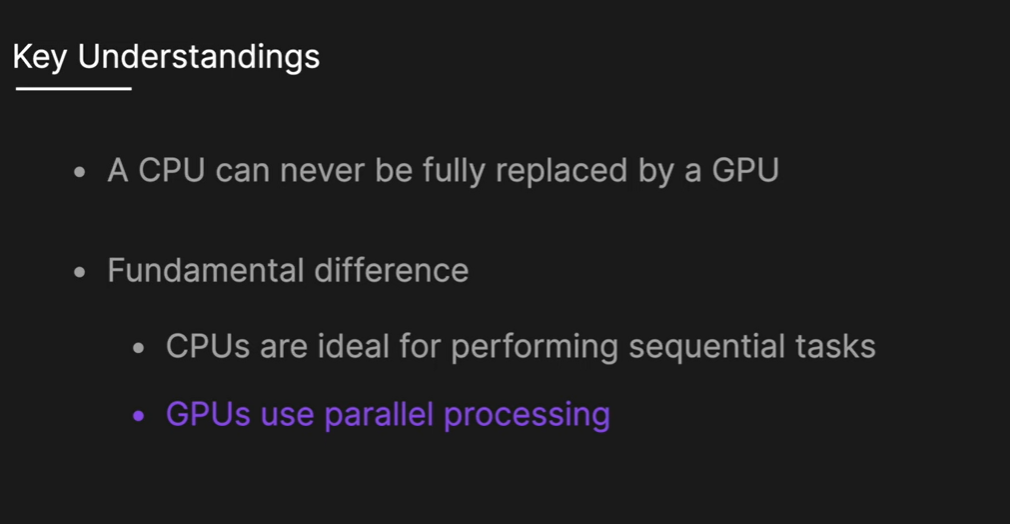 Key Understandings
• A CPU can never be fully replaced by a GPU
• Fundamental difference
• CPUs are ideal for performing sequential tasks
• GPUs use parallel processing